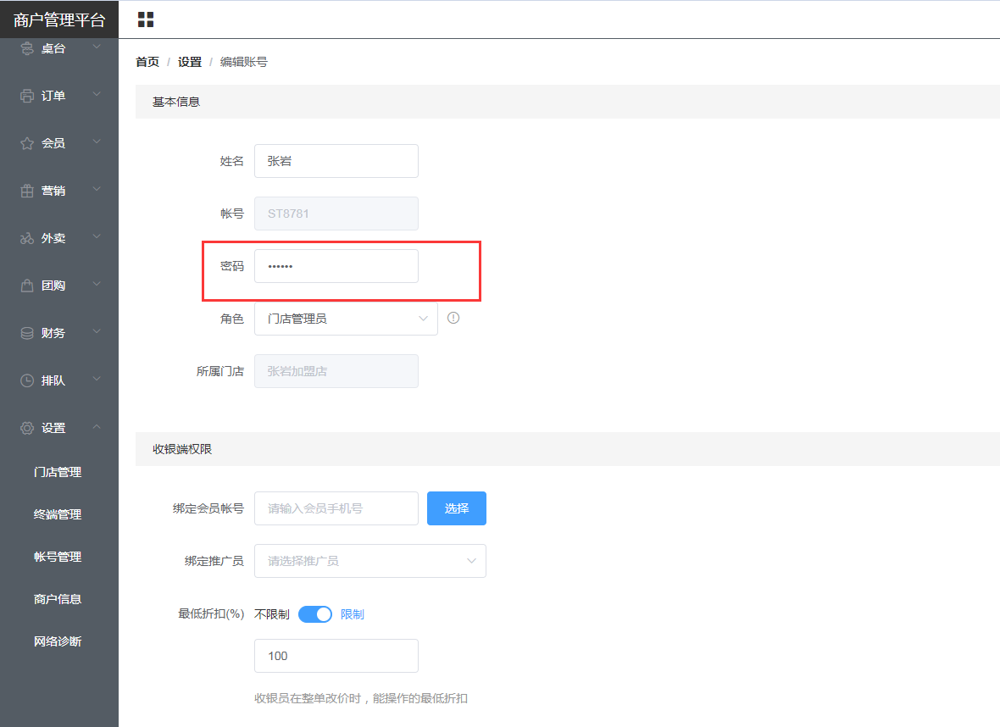 商户管理平台
桌台
订单
会员
营销
外卖
团购
财务
排队
设置
门店管理
终端管理
帐号管理
商户信息
网络诊断
首页 / 设置 / 编辑账号
基本信息
姓名 张岩
帐号 ST8781
密码 ••••••
角色 门店管理员
所属门店 张岩加盟店
收银端权限
绑定会员帐号 请输入会员手机号 选择
绑定推广员 请选择推广员
最低折扣(%) 不限制 限制
100
收银员在整单改价时，能操作的最低折扣